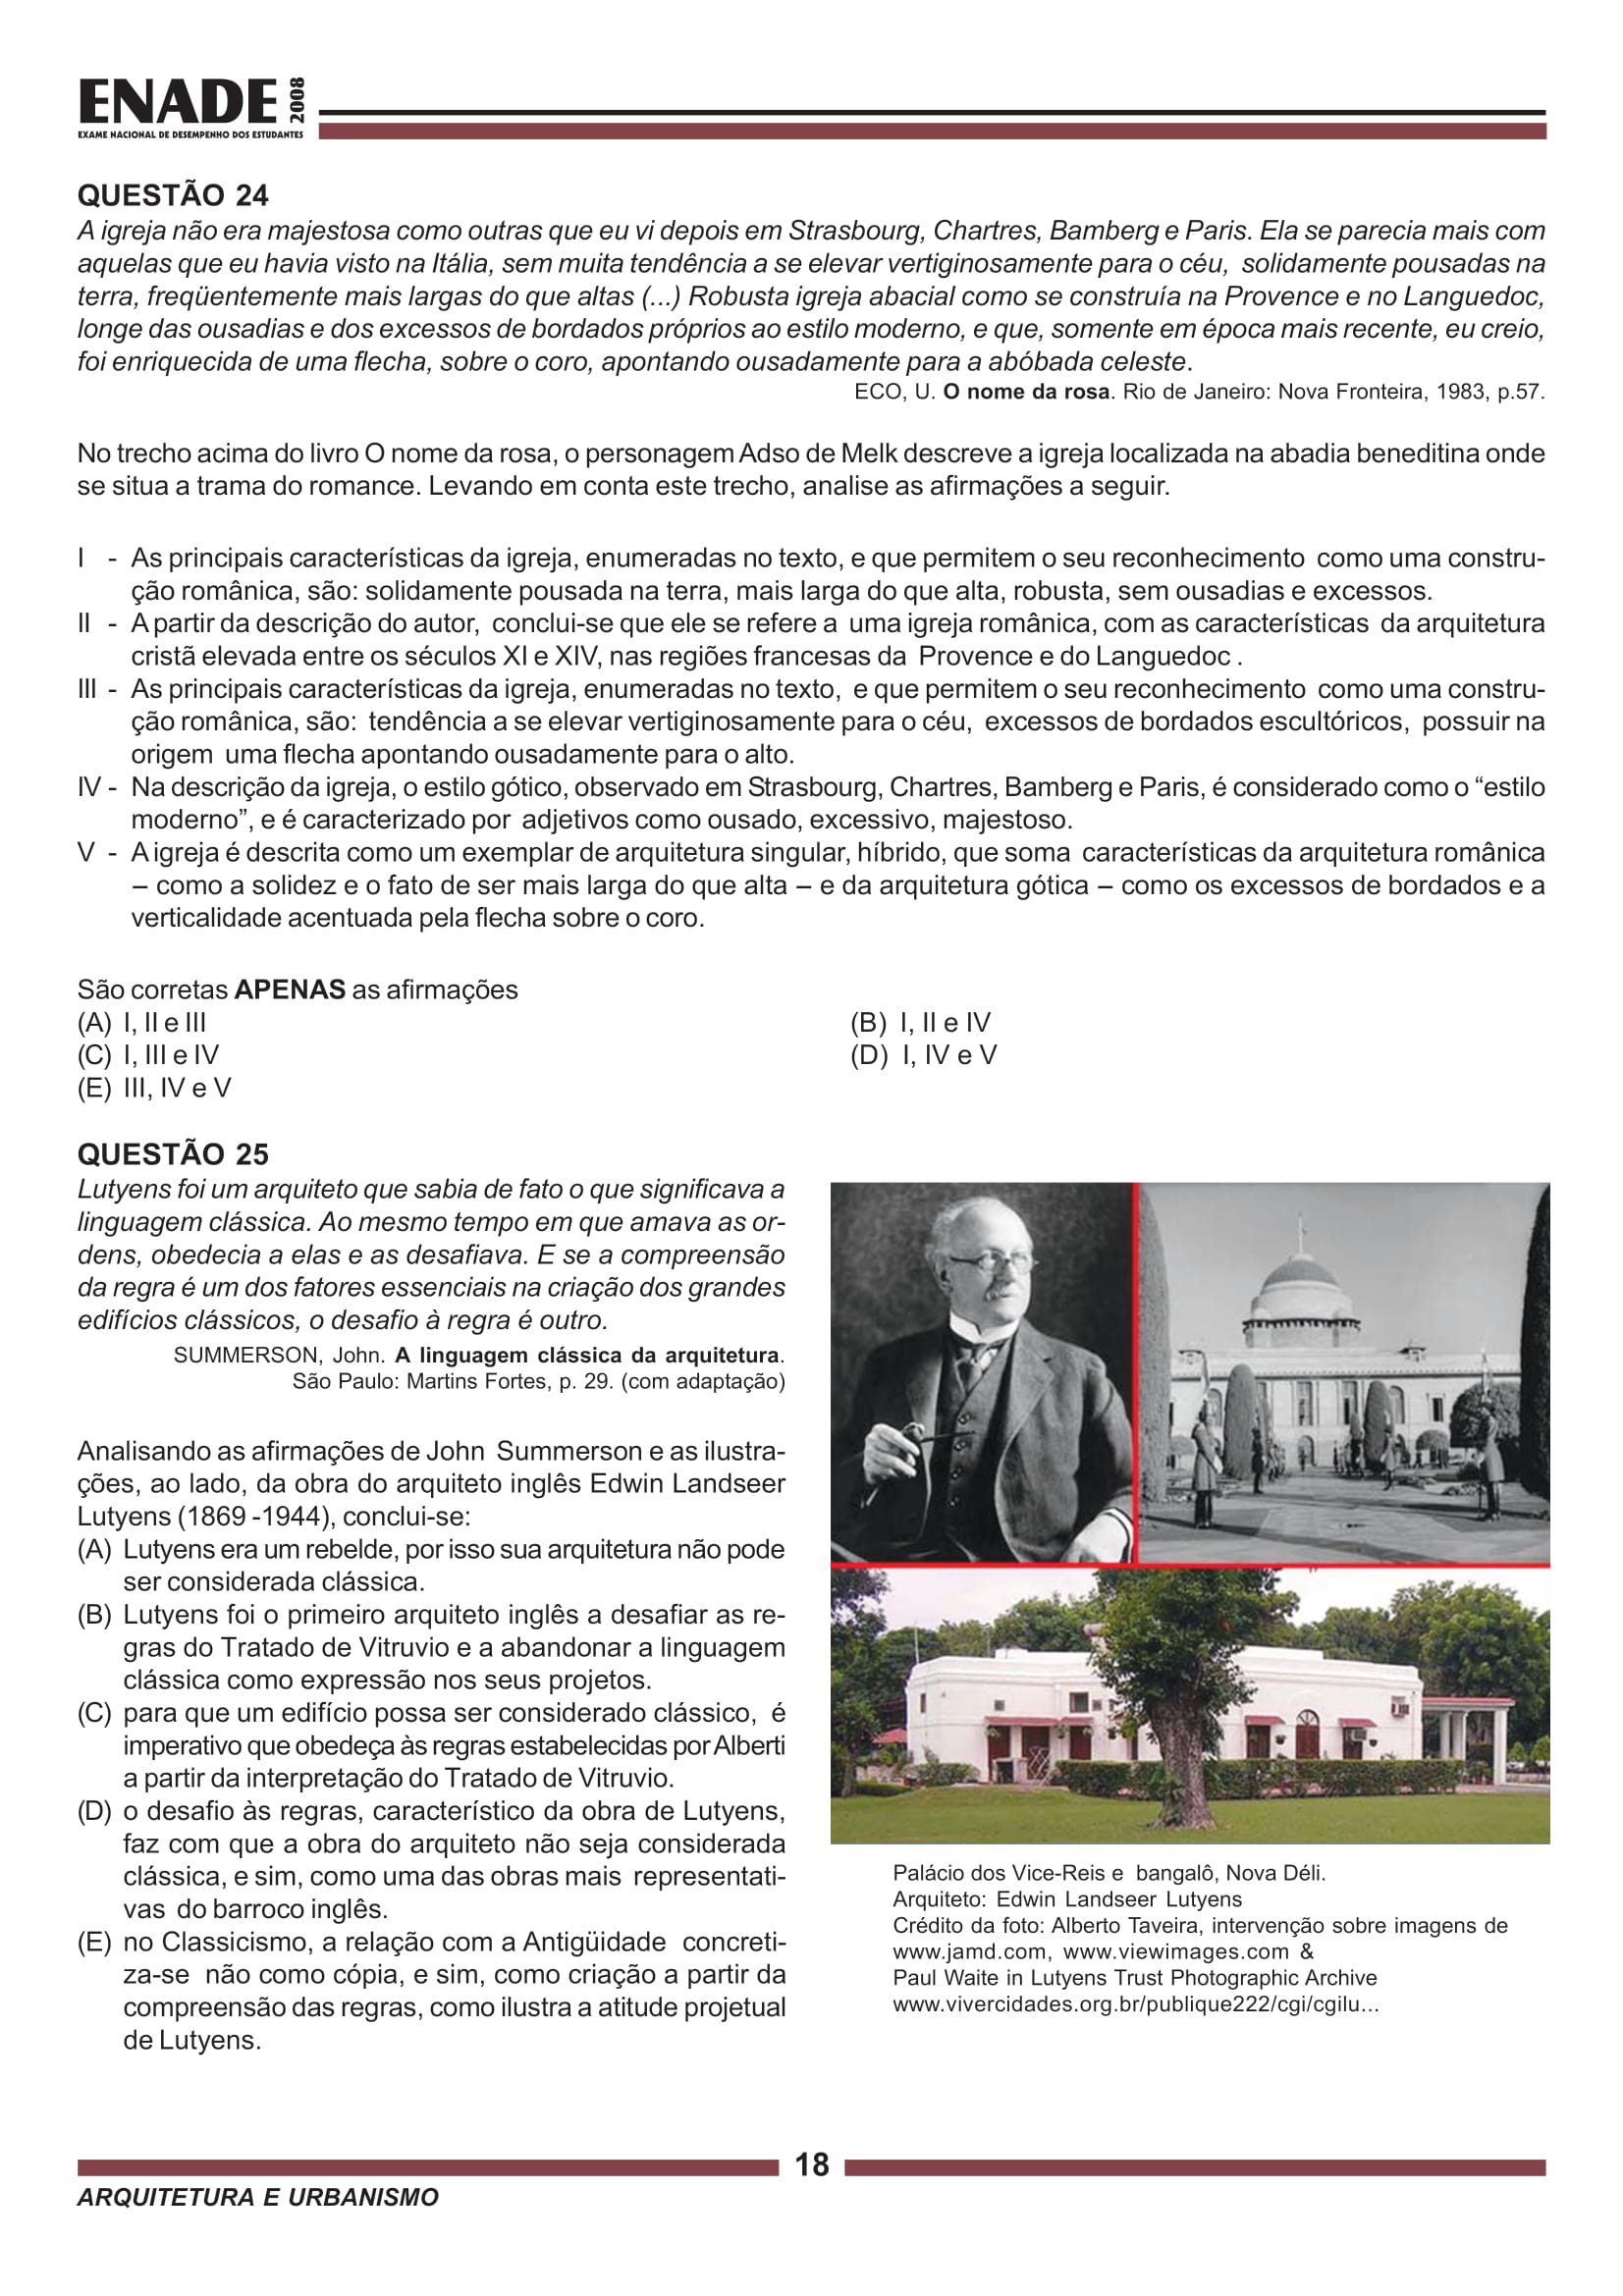 ENADE 2008
EXAME NACIONAL DE DESEMPENHO DOS ESTUDANTES
QUESTÃO 24
A igreja não era majestosa como outras que eu vi depois em Strasbourg, Chartres, Bamberg e Paris. Ela se parecia mais com
aquelas que eu havia visto na Itália, sem muita tendência a se elevar vertiginosamente para o céu, solidamente pousadas na
terra, freqüentemente mais largas do que altas (...) Robusta igreja abacial como se construía na Provence e no Languedoc,
longe das ousadias e dos excessos de bordados próprios ao estilo moderno, e que, somente em época mais recente, eu creio,
foi enriquecida de uma flecha, sobre o coro, apontando ousadamente para a abóbada celeste.
ECO, U. O nome da rosa. Rio de Janeiro: Nova Fronteira, 1983, p.57.
No trecho acima do livro O nome da rosa, o personagem Adso de Melk descreve a igreja localizada na abadia beneditina onde
se situa a trama do romance. Levando em conta este trecho, analise as afirmações a seguir.
I - As principais características da igreja, enumeradas no texto, e que permitem o seu reconhecimento como uma constru-
ção românica, são: solidamente pousada na terra, mais larga do que alta, robusta, sem ousadias e excessos.
II - A partir da descrição do autor, conclui-se que ele se refere a uma igreja românica, com as características da arquitetura
cristã elevada entre os séculos XI e XIV, nas regiões francesas da Provence e do Languedoc .
III - As principais características da igreja, enumeradas no texto, e que permitem o seu reconhecimento como uma constru-
ção românica, são: tendência a se elevar vertiginosamente para o céu, excessos de bordados escultóricos, possuir na
origem uma flecha apontando ousadamente para o alto.
IV - Na descrição da igreja, o estilo gótico, observado em Strasbourg, Chartres, Bamberg e Paris, é considerado como o “estilo
moderno”, e é caracterizado por adjetivos como ousado, excessivo, majestoso.
V - A igreja é descrita como um exemplar de arquitetura singular, híbrido, que soma características da arquitetura românica
– como a solidez e o fato de ser mais larga do que alta – e da arquitetura gótica – como os excessos de bordados e a
verticalidade acentuada pela flecha sobre o coro.
São corretas APENAS as afirmações
(A) I, II e III
(B) I, II e IV
(C) I, III e IV
(D) I, IV e V
(E) III, IV e V
QUESTÃO 25
Lutyens foi um arquiteto que sabia de fato o que significava a
linguagem clássica. Ao mesmo tempo em que amava as or-
dens, obedecia a elas e as desafiava. E se a compreensão
da regra é um dos fatores essenciais na criação dos grandes
edifícios clássicos, o desafio à regra é outro.
SUMMERSON, John. A linguagem clássica da arquitetura.
São Paulo: Martins Fortes, p. 29. (com adaptação)
Analisando as afirmações de John Summerson e as ilustra-
ções, ao lado, da obra do arquiteto inglês Edwin Landseer
Lutyens (1869 -1944), conclui-se:
(A) Lutyens era um rebelde, por isso sua arquitetura não pode
ser considerada clássica.
(B) Lutyens foi o primeiro arquiteto inglês a desafiar as re-
gras do Tratado de Vitruvio e a abandonar a linguagem
clássica como expressão nos seus projetos.
(C) para que um edifício possa ser considerado clássico, é
imperativo que obedeça às regras estabelecidas por Alberti
a partir da interpretação do Tratado de Vitruvio.
(D) o desafio às regras, característico da obra de Lutyens,
faz com que a obra do arquiteto não seja considerada
clássica, e sim, como uma das obras mais representati-
vas do barroco inglês.
(E) no Classicismo, a relação com a Antigüidade concreti-
za-se não como cópia, e sim, como criação a partir da
compreensão das regras, como ilustra a atitude projetual
de Lutyens.
Palácio dos Vice-Reis e bangalô, Nova Déli.
Arquiteto: Edwin Landseer Lutyens
Crédito da foto: Alberto Taveira, intervenção sobre imagens de
www.jamd.com, www.viewimages.com &
Paul Waite in Lutyens Trust Photographic Archive
www.vivercidades.org.br/publique222/cgi/cgilu...
18
ARQUITETURA E URBANISMO